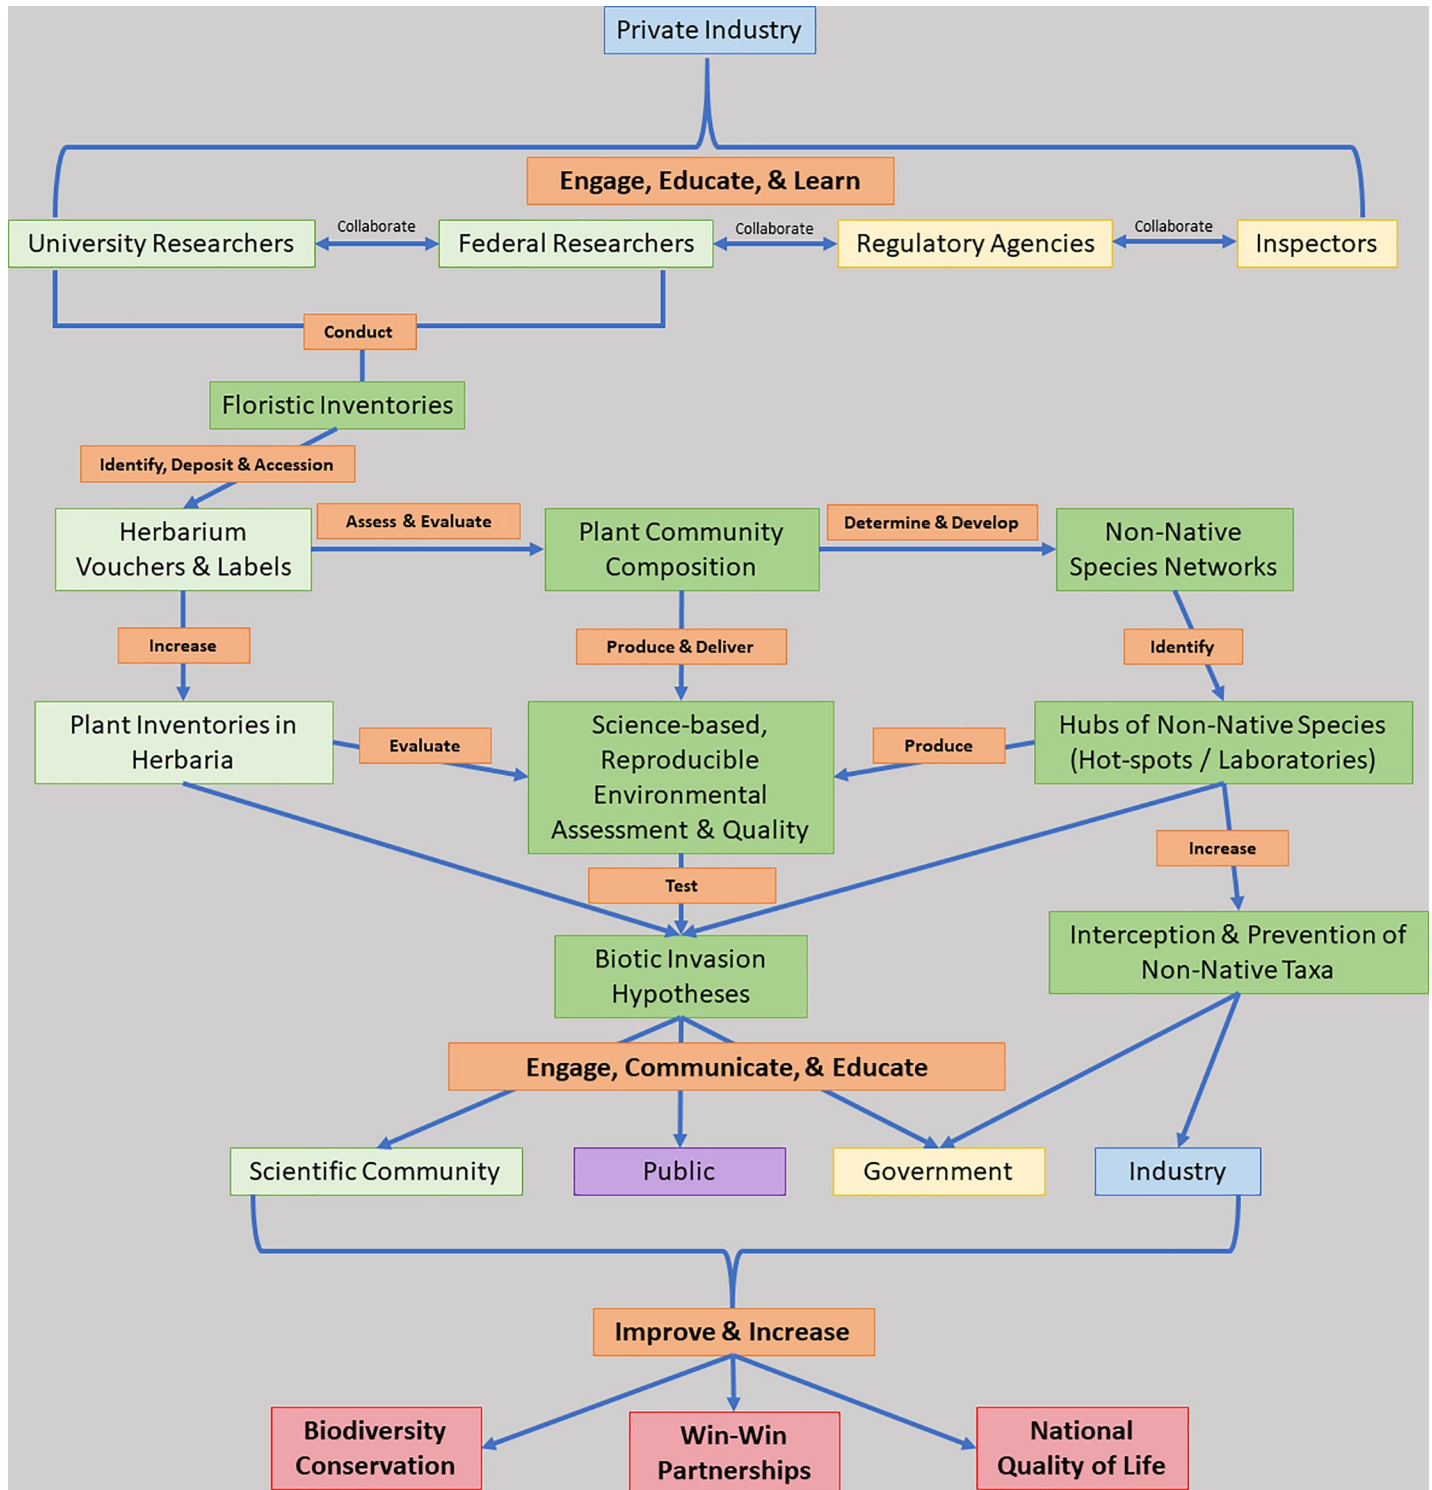 Private Industry
Engage, Educate, & Learn
University Researchers
Collaborate
Federal Researchers
Collaborate
Regulatory Agencies
Collaborate
Inspectors
Conduct
Floristic Inventories
Identify, Deposit & Accession
Herbarium
Vouchers & Labels
Assess & Evaluate
Plant Community
Composition
Determine & Develop
Non-Native
Species Networks
Increase
Produce & Deliver
Identify
Plant Inventories in
Herbaria
Evaluate
Science-based,
Reproducible
Environmental
Assessment & Quality
Produce
Hubs of Non-Native Species
(Hot-spots / Laboratories)
Increase
Test
Biotic Invasion
Hypotheses
Interception & Prevention of
Non-Native Taxa
Engage, Communicate, & Educate
Scientific Community
Public
Government
Industry
Improve & Increase
Biodiversity
Conservation
Win-Win
Partnerships
National
Quality of Life